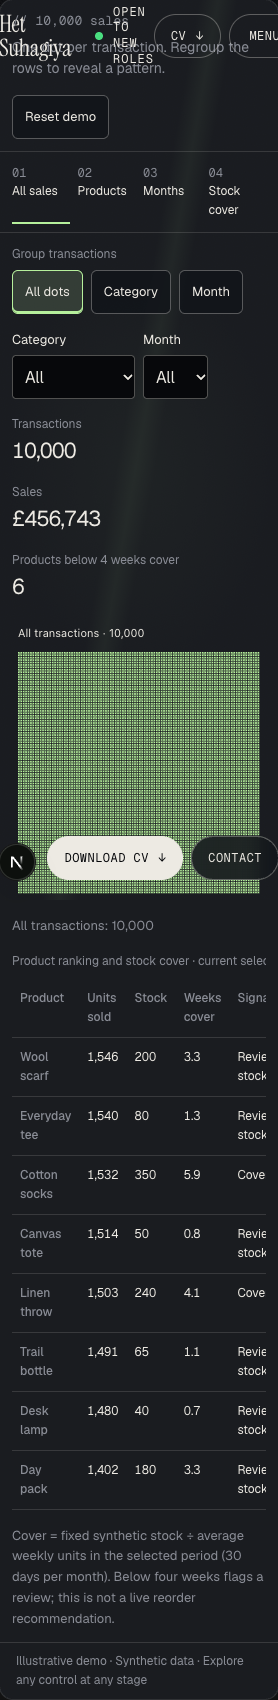 // 10,000 sales
Het
Suhagiya
OPEN
TO
NEW
ROLES
CV ↓
MENU
One dot per transaction. Regroup the
rows to reveal a pattern.
Reset demo
01 02 03 04
All sales Products Months Stock
cover
Group transactions
All dots Category Month
Category Month
All All
Transactions
10,000
Sales
£456,743
Products below 4 weeks cover
6
All transactions · 10,000
N
DOWNLOAD CV ↓ CONTACT
All transactions: 10,000
Product ranking and stock cover · current selec
Product Units Stock Weeks Signa
sold cover
Wool 1,546 200 3.3 Revie
scarf stock
Everyday 1,540 80 1.3 Revie
tee stock
Cotton 1,532 350 5.9 Cove
socks
Canvas 1,514 50 0.8 Revie
tote stock
Linen 1,503 240 4.1 Cove
throw
Trail 1,491 65 1.1 Revie
bottle stock
Desk 1,480 40 0.7 Revie
lamp stock
Day 1,402 180 3.3 Revie
pack stock
Cover = fixed synthetic stock ÷ average
weekly units in the selected period (30
days per month). Below four weeks flags a
review; this is not a live reorder
recommendation.
Illustrative demo · Synthetic data · Explore
any control at any stage